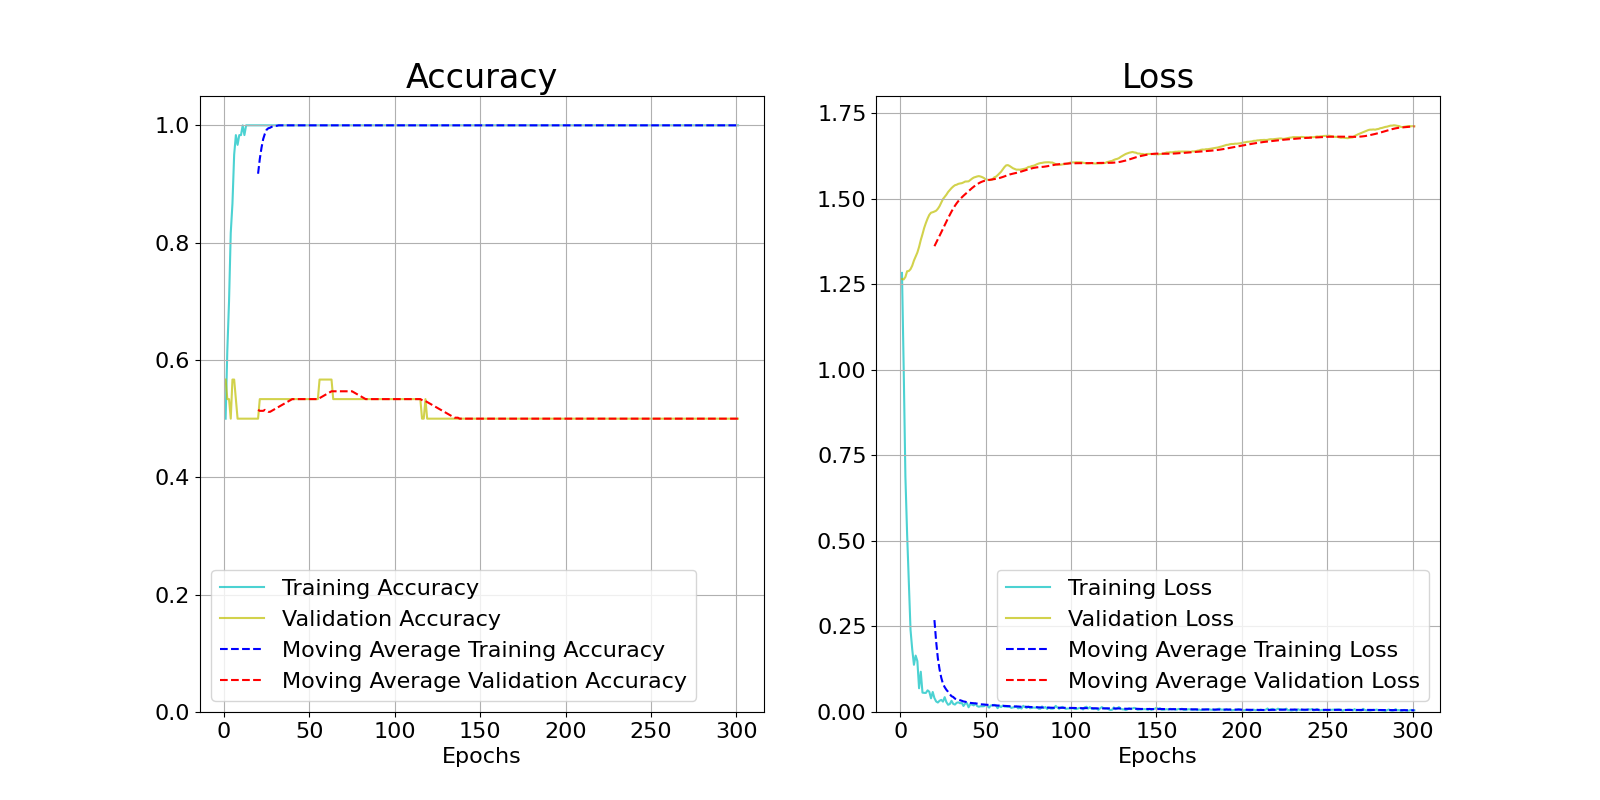 Accuracy
1.0
0.8
0.6
0.4
0.2
0.0
0 50 100 150 200 250 300
Epochs
Training Accuracy
Validation Accuracy
Moving Average Training Accuracy
Moving Average Validation Accuracy
Loss
1.75
1.50
1.25
1.00
0.75
0.50
0.25
0.00
0 50 100 150 200 250 300
Epochs
Training Loss
Validation Loss
Moving Average Training Loss
Moving Average Validation Loss